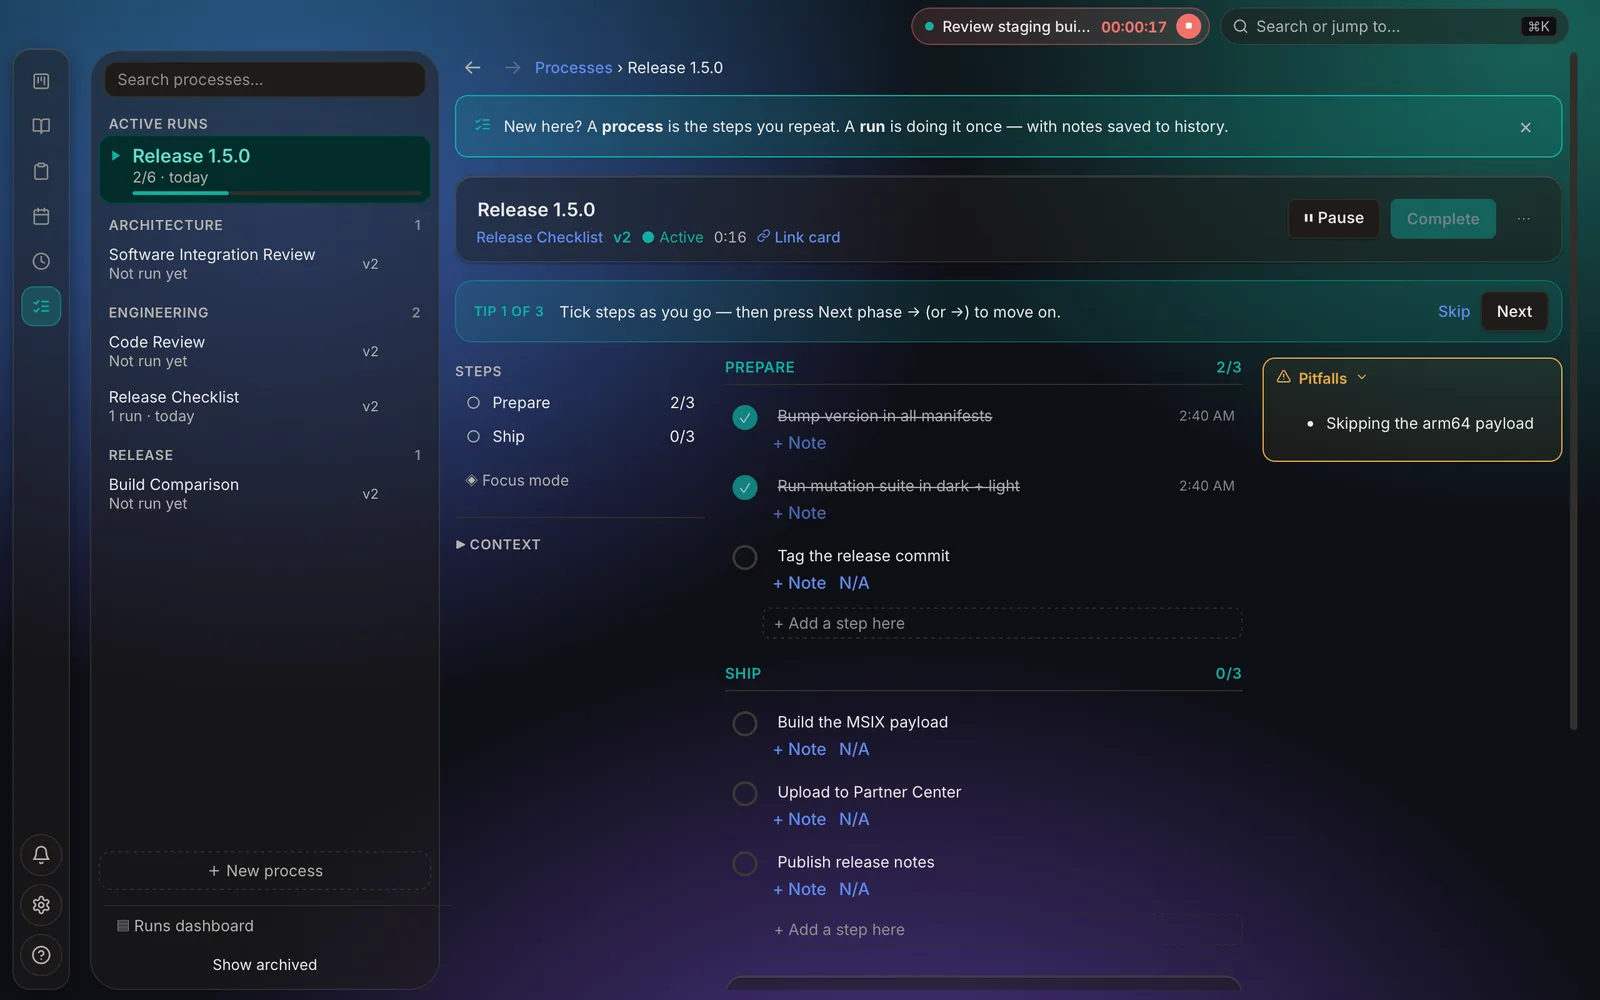 Review staging bui... 00:00:17
Search or jump to... ⌘K
Search processes...
ACTIVE RUNS
Release 1.5.0
2/6 · today
ARCHITECTURE 1
Software Integration Review
Not run yet
v2
ENGINEERING 2
Code Review
Not run yet
v2
Release Checklist
1 run · today
v2
RELEASE 1
Build Comparison
Not run yet
v2
+ New process
Runs dashboard
Show archived
← → Processes › Release 1.5.0
New here? A process is the steps you repeat. A run is doing it once — with notes saved to history.
Release 1.5.0
Release Checklist v2 Active 0:16 Link card
Pause
Complete
...
TIP 1 OF 3 Tick steps as you go — then press Next phase → (or →) to move on.
Skip Next
STEPS
Prepare 2/3
Ship 0/3
◈ Focus mode
▶ CONTEXT
PREPARE 2/3
Bump version in all manifests 2:40 AM
+ Note
Run mutation suite in dark + light 2:40 AM
+ Note
Tag the release commit
+ Note N/A
+ Add a step here
SHIP 0/3
Build the MSIX payload
+ Note N/A
Upload to Partner Center
+ Note N/A
Publish release notes
+ Note N/A
+ Add a step here
Pitfalls
• Skipping the arm64 payload